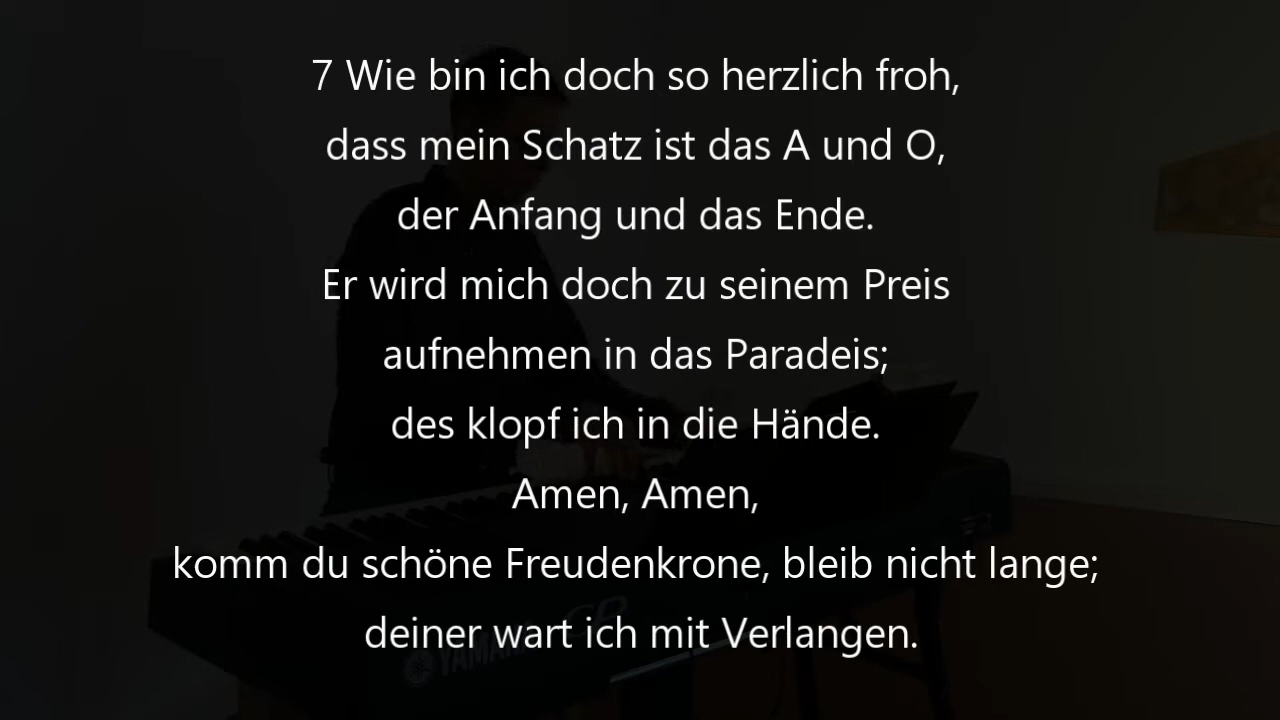 7 Wie bin ich doch so herzlich froh,
dass mein Schatz ist das A und O,
der Anfang und das Ende.
Er wird mich doch zu seinem Preis
aufnehmen in das Paradeis;
des klopf ich in die Hände.
Amen, Amen,
komm du schöne Freudenkrone, bleib nicht lange;
deiner wart ich mit Verlangen.
YAMAHA
CP